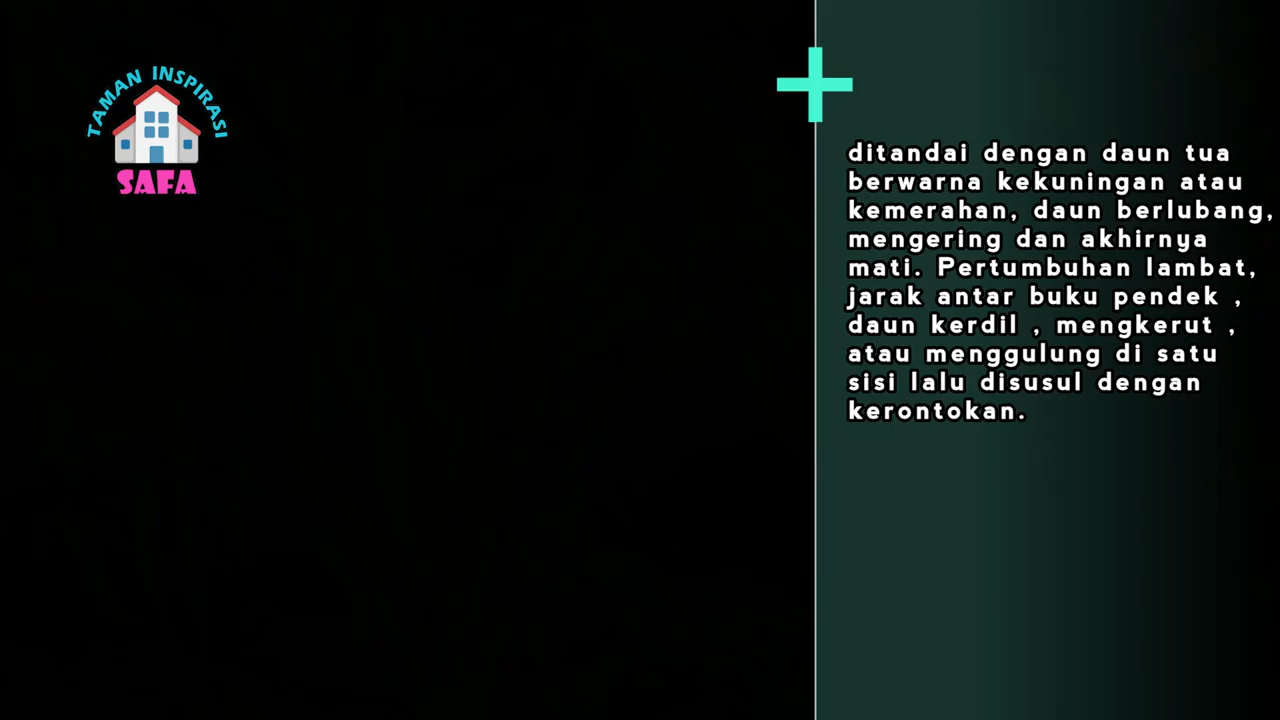 TAMAN INSPIRASI
SAFA
ditandai dengan daun tua
berwarna kekuningan atau
kemerahan, daun berlubang,
mengering dan akhirnya
mati. Pertumbuhan lambat,
jarak antar buku pendek ,
daun kerdil , mengkerut ,
atau menggulung di satu
sisi lalu disusul dengan
kerontokan.